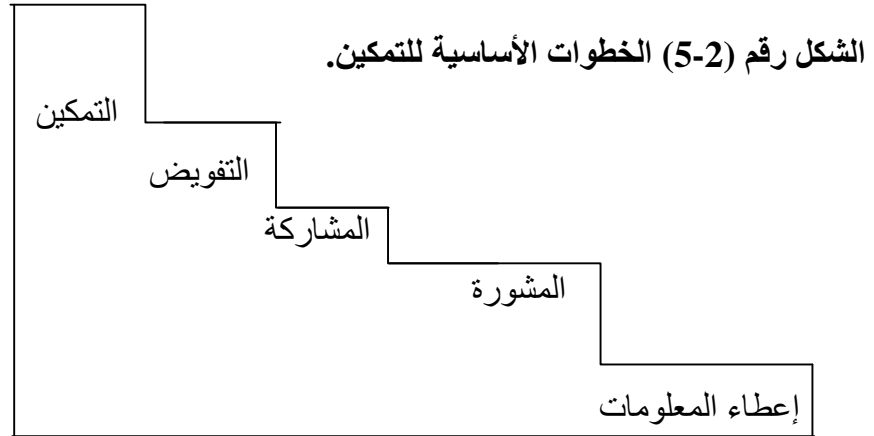 الشكل رقم (2-5) الخطوات الأساسية للتمكين.
التمكين
التفويض
المشاركة
المشورة
إعطاء المعلومات